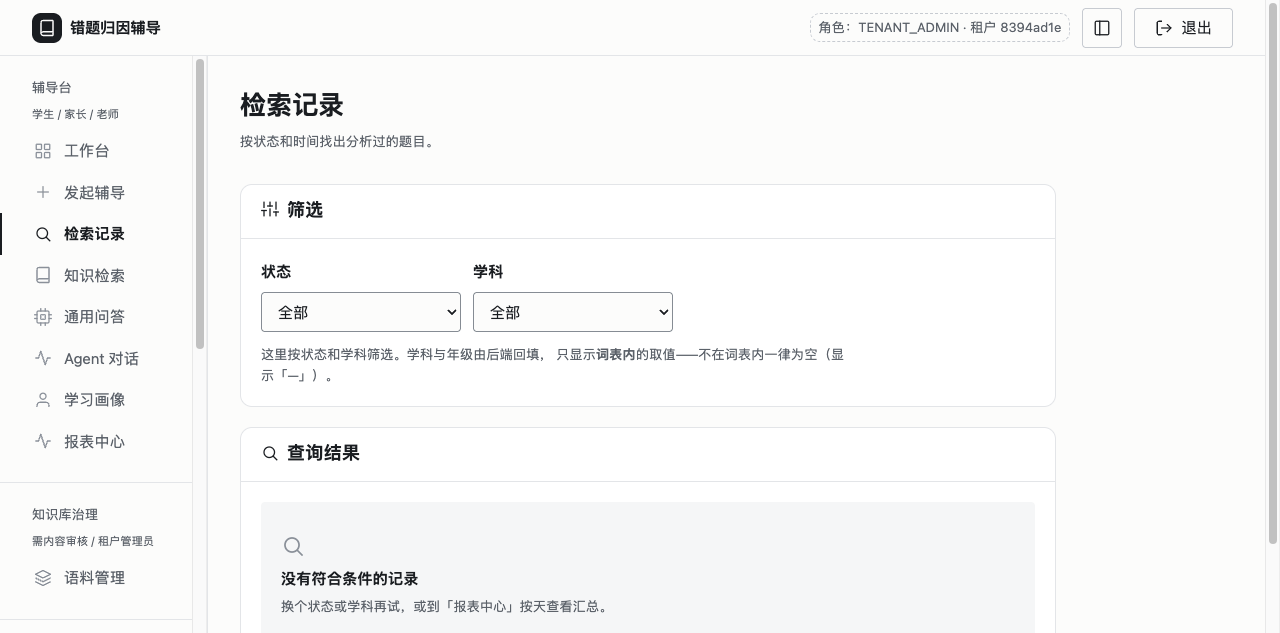 错题归因辅导
角色：TENANT_ADMIN · 租户 8394ad1e
退出
辅导台
学生 / 家长 / 老师
工作台
发起辅导
检索记录
知识检索
通用问答
Agent 对话
学习画像
报表中心
知识库治理
需内容审核 / 租户管理员
语料管理
检索记录
按状态和时间找出分析过的题目。
筛选
状态
学科
全部
全部
这里按状态和学科筛选。学科与年级由后端回填， 只显示词表内的取值——不在词表内一律为空（显
示「—」）。
查询结果
没有符合条件的记录
换个状态或学科再试，或到「报表中心」按天查看汇总。